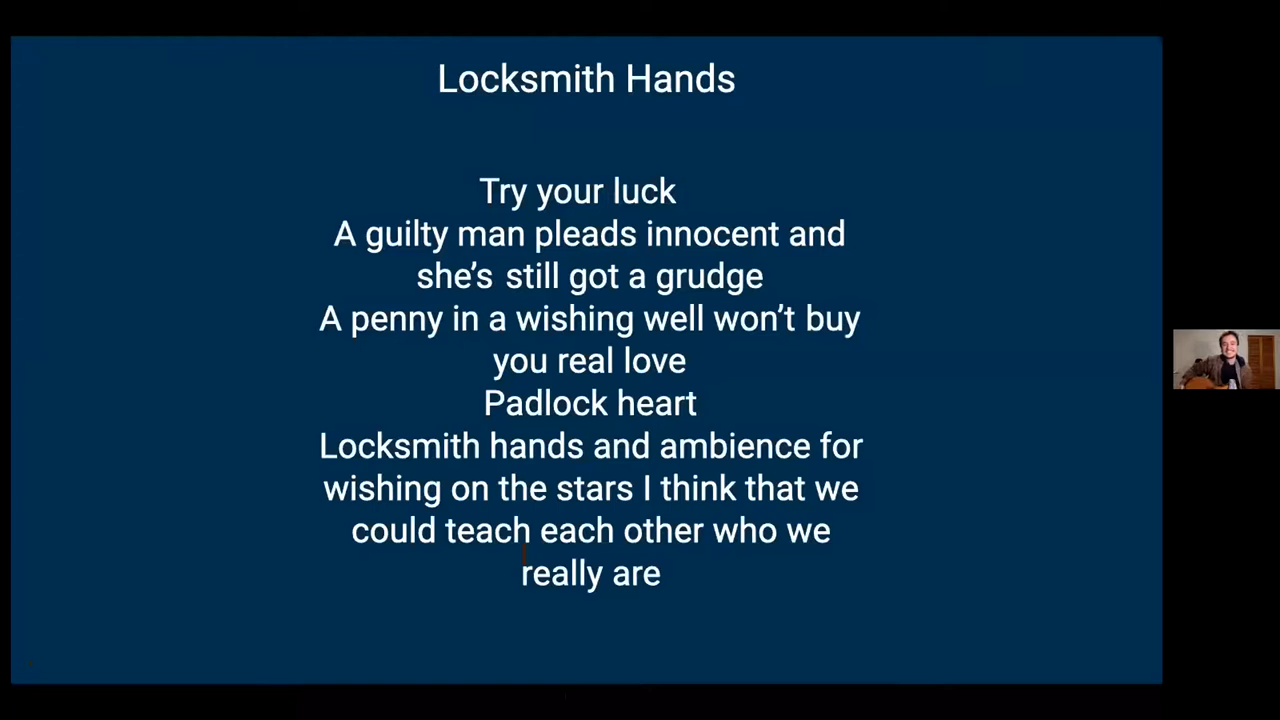 Locksmith Hands
Try your luck
A guilty man pleads innocent and
she’s still got a grudge
A penny in a wishing well won’t buy
you real love
Padlock heart
Locksmith hands and ambience for
wishing on the stars I think that we
could teach each other who we
really are